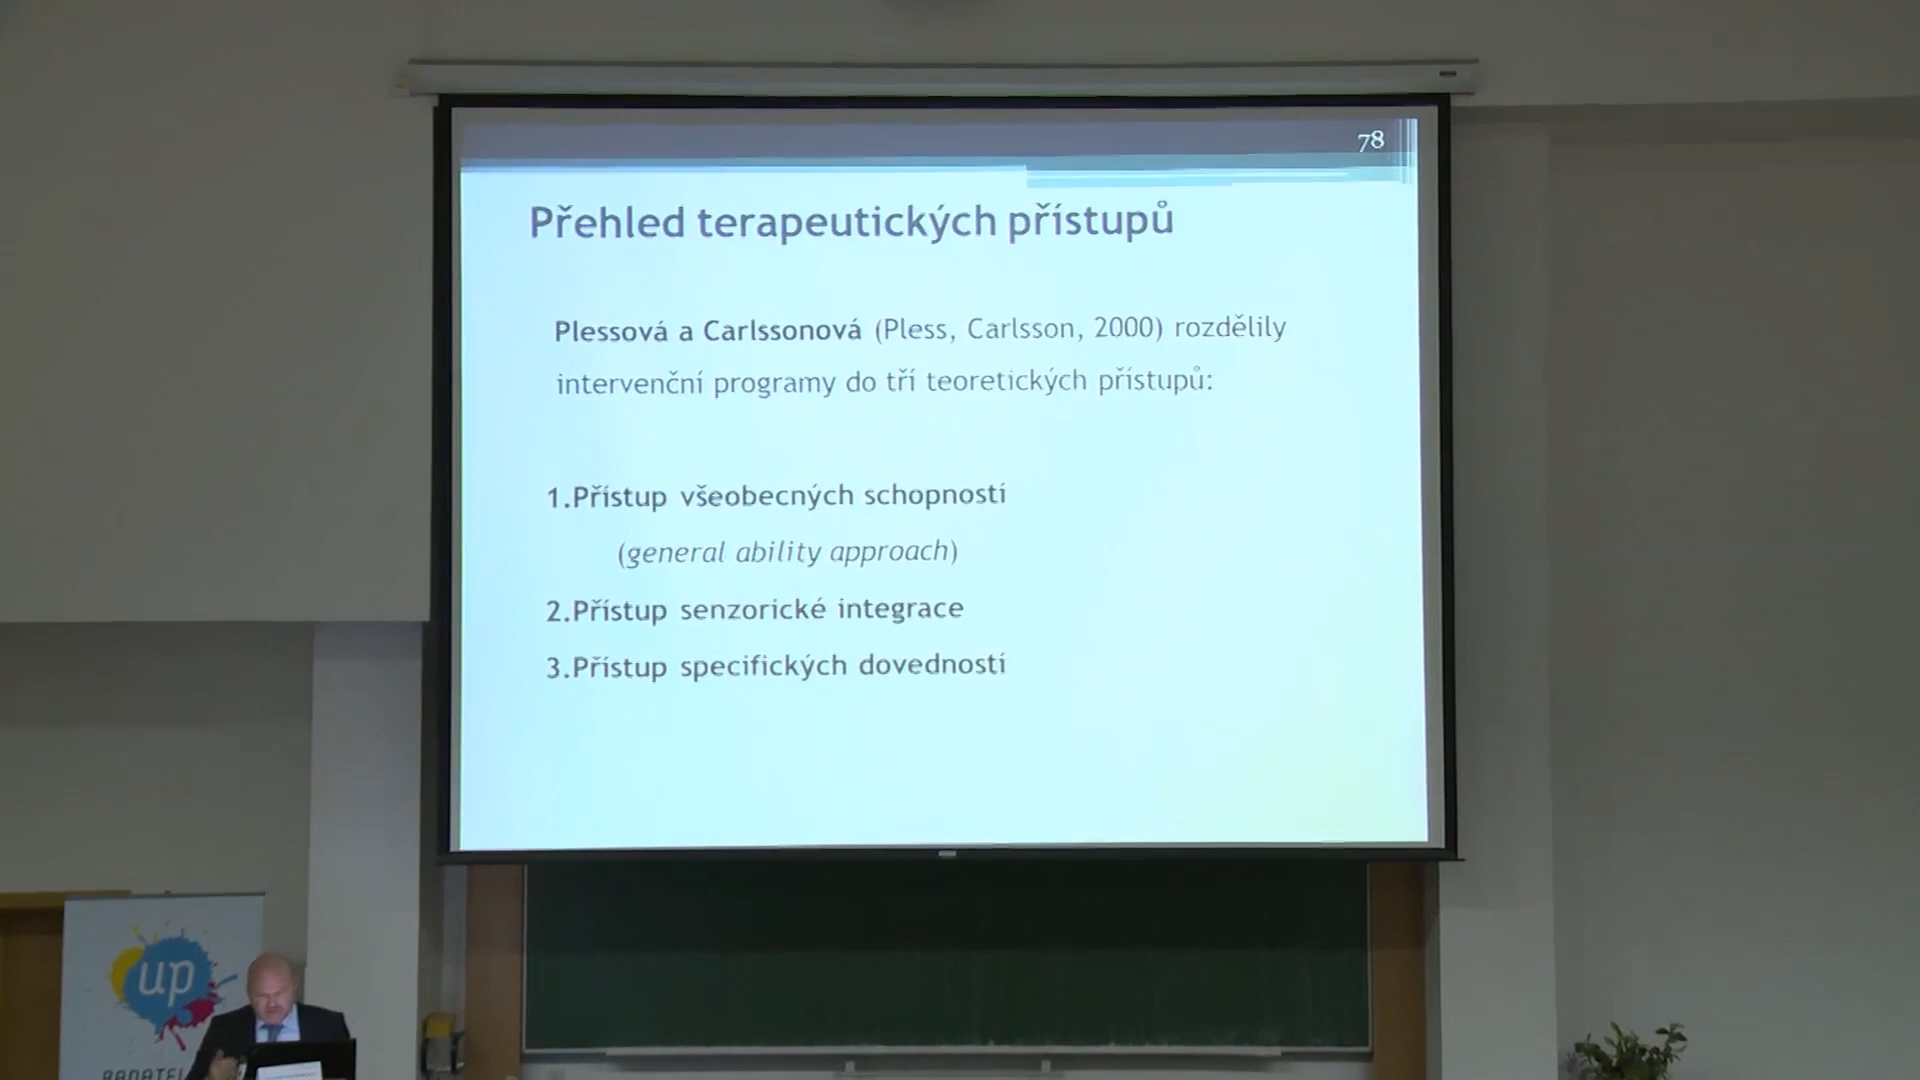 78
Přehled terapeutických přístupů
Plessová a Carlssonová (Pless, Carlsson, 2000) rozdělily
intervenční programy do tří teoretických přístupů:
1.Přístup všeobecných schopností
(general ability approach)
2.Přístup senzorické integrace
3.Přístup specifických dovedností
up